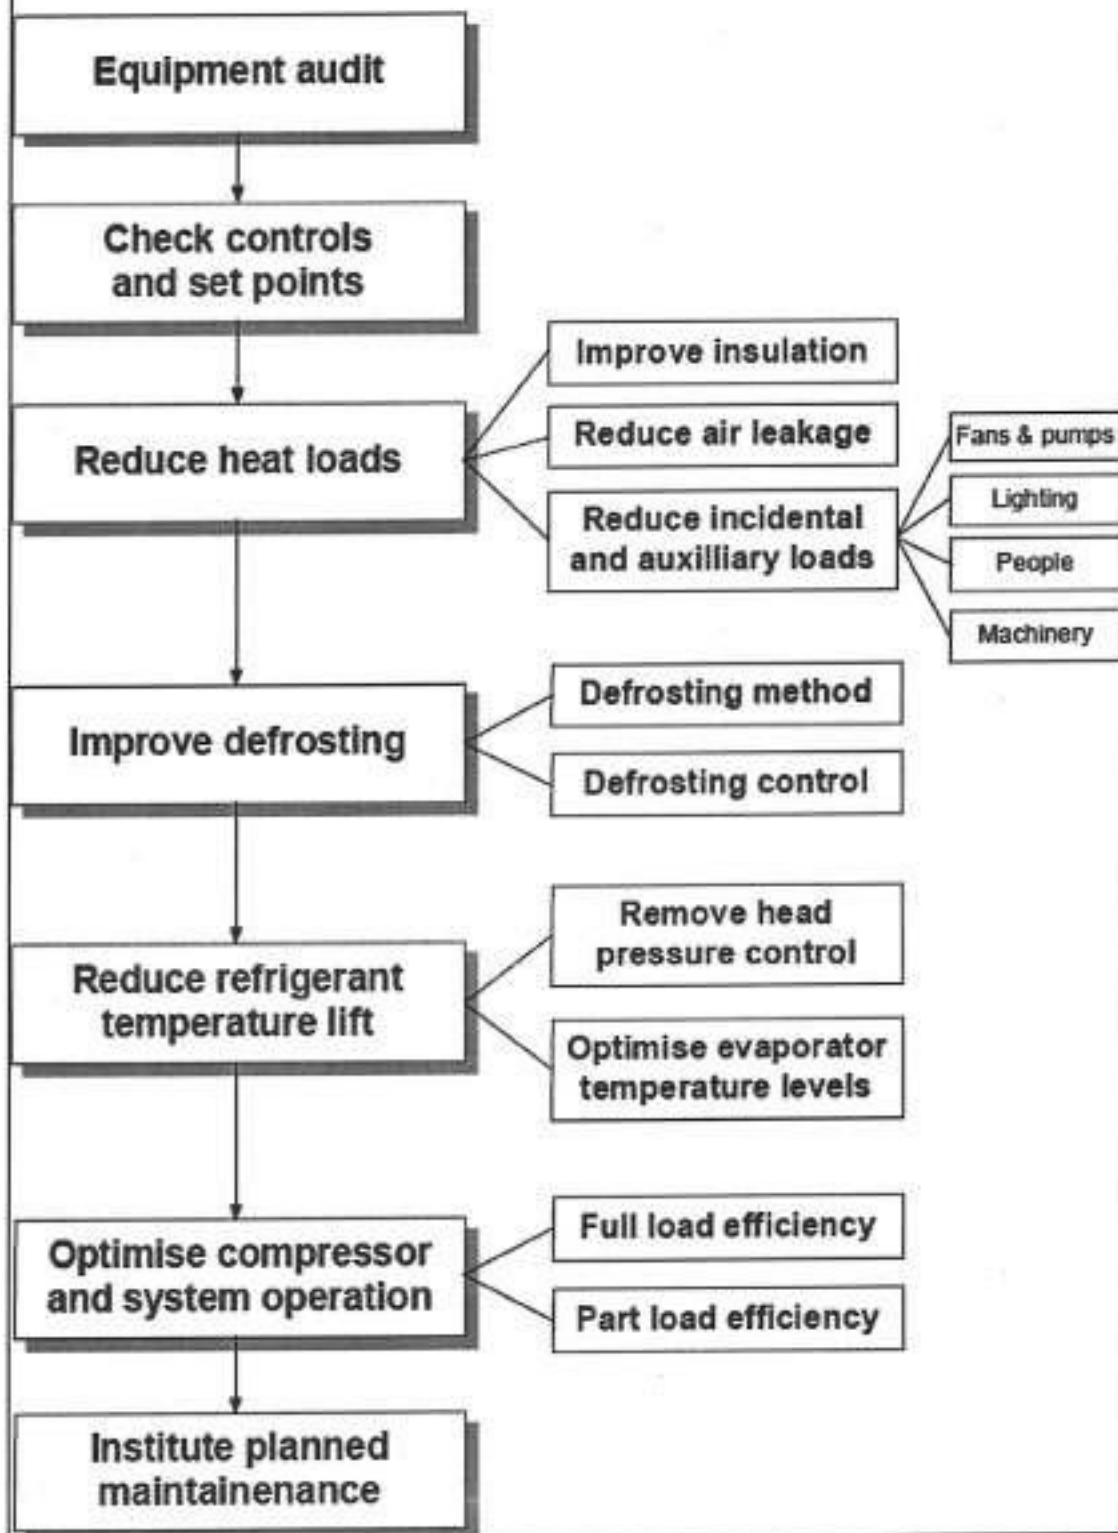 Equipment audit
Check controls
and set points
Improve insulation
Reduce heat loads
Reduce air leakage
Reduce incidental
and auxilliary loads
Fans & pumps
Lighting
People
Machinery
Improve defrosting
Defrosting method
Defrosting control
Reduce refrigerant
temperature lift
Remove head
pressure control
Optimise evaporator
temperature levels
Optimise compressor
and system operation
Full load efficiency
Part load efficiency
Institute planned
maintainenance